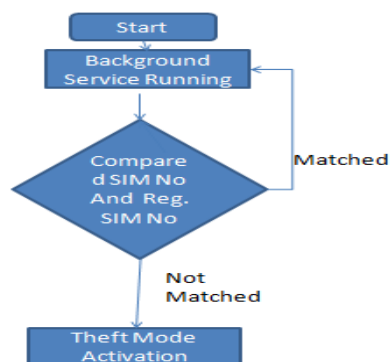 Start
Background
Service Running
Compare
d SIM No
And Reg.
SIM No
Matched
Not
Matched
Theft Mode
Activation